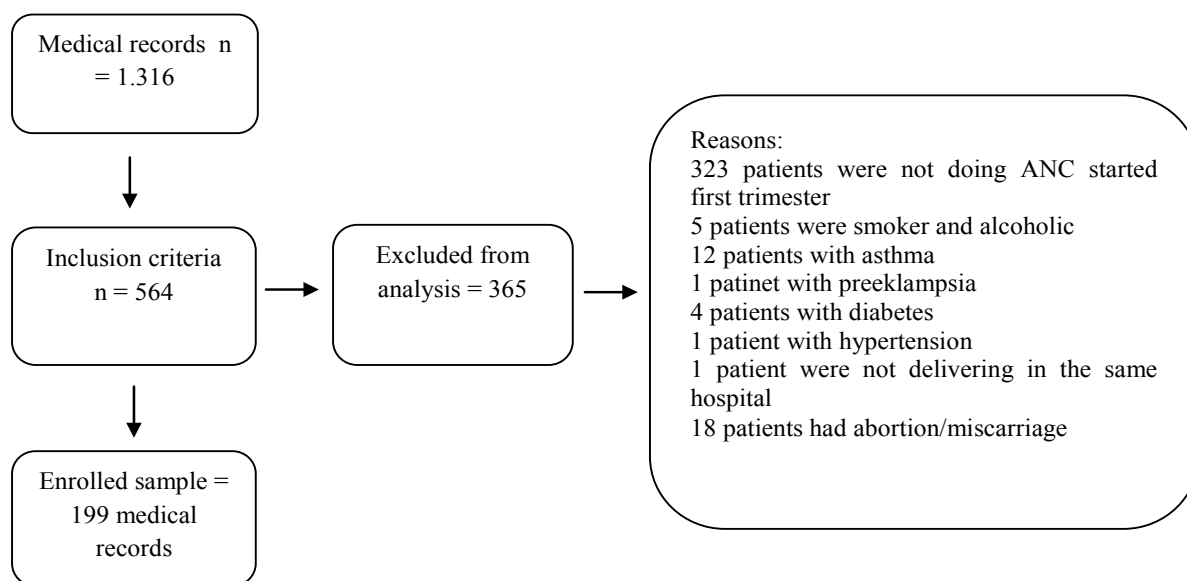 Medical records n
= 1.316
Reasons:
323 patients were not doing ANC started
first trimester
5 patients were smoker and alcoholic
12 patients with asthma
1 patinet with preeklampsia
4 patients with diabetes
1 patient with hypertension
1 patient were not delivering in the same
hospital
18 patients had abortion/miscarriage
Inclusion criteria
n = 564
Excluded from
analysis = 365
Enrolled sample =
199 medical
records